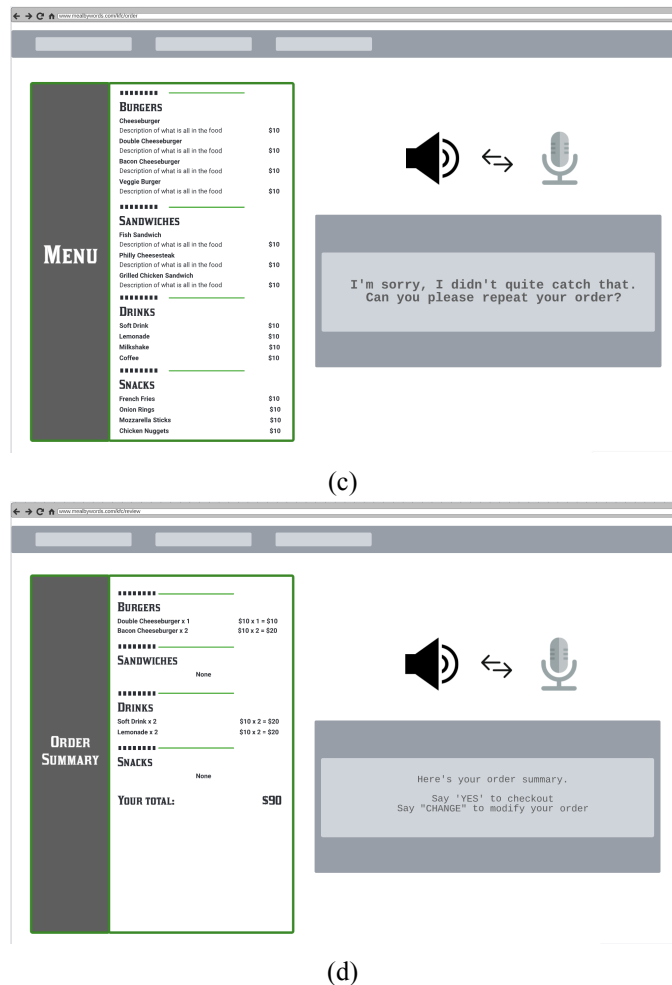 www.mealbywords.com/kfc/order
MENU
BURGERS
Cheeseburger
Description of what is all in the food $10
Double Cheeseburger
Description of what is all in the food $10
Bacon Cheeseburger
Description of what is all in the food $10
Veggie Burger
Description of what is all in the food $10
SANDWICHES
Fish Sandwich
Description of what is all in the food $10
Philly Cheesesteak
Description of what is all in the food $10
Grilled Chicken Sandwich
Description of what is all in the food $10
DRINKS
Soft Drink $10
Lemonade $10
Milkshake $10
Coffee $10
SNACKS
French Fries $10
Onion Rings $10
Mozzarella Sticks $10
Chicken Nuggets $10
I'm sorry, I didn't quite catch that.
Can you please repeat your order?
(c)
www.mealbywords.com/kfc/review
ORDER
SUMMARY
BURGERS
Double Cheeseburger x 1 $10 x 1 = $10
Bacon Cheeseburger x 2 $10 x 2 = $20
SANDWICHES
None
DRINKS
Soft Drink x 2 $10 x 2 = $20
Lemonade x 2 $10 x 2 = $20
SNACKS
None
YOUR TOTAL: $90
Here's your order summary.
Say 'YES' to checkout
Say "CHANGE" to modify your order
(d)